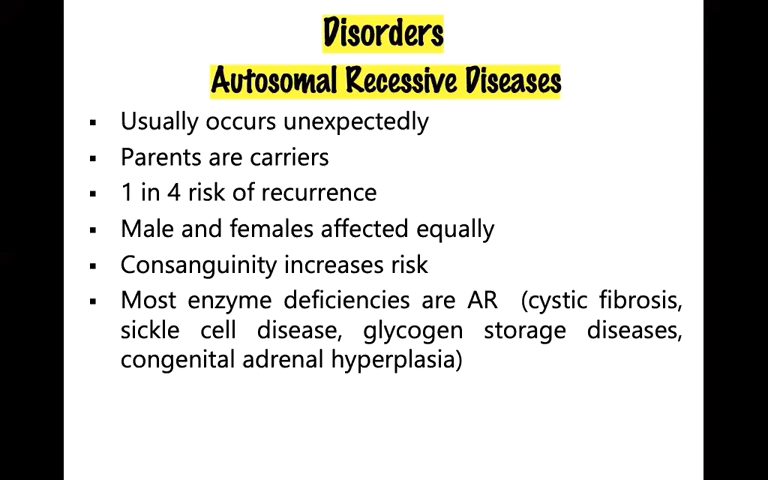 Disorders
Autosomal Recessive Diseases
▪ Usually occurs unexpectedly
▪ Parents are carriers
▪ 1 in 4 risk of recurrence
▪ Male and females affected equally
▪ Consanguinity increases risk
▪ Most enzyme deficiencies are AR (cystic fibrosis,
sickle cell disease, glycogen storage diseases,
congenital adrenal hyperplasia)